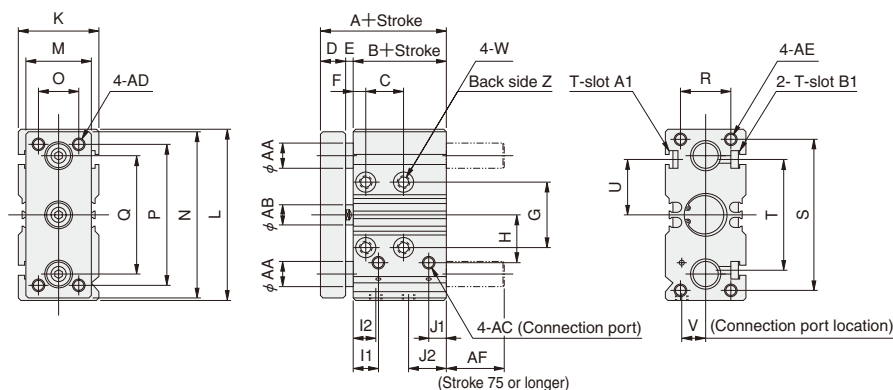 K
M
O
4-AD
Q
P
N
L
A+Stroke
D
E
B+Stroke
F
C
4-W
Back side Z
φAA
φAB
φAA
G
H
I2
I1
J1
J2
AF
4-AC (Connection port)
(Stroke 75 or longer)
R
4-AE
T-slot A1
2- T-slot B1
U
T
S
V
(Connection port location)